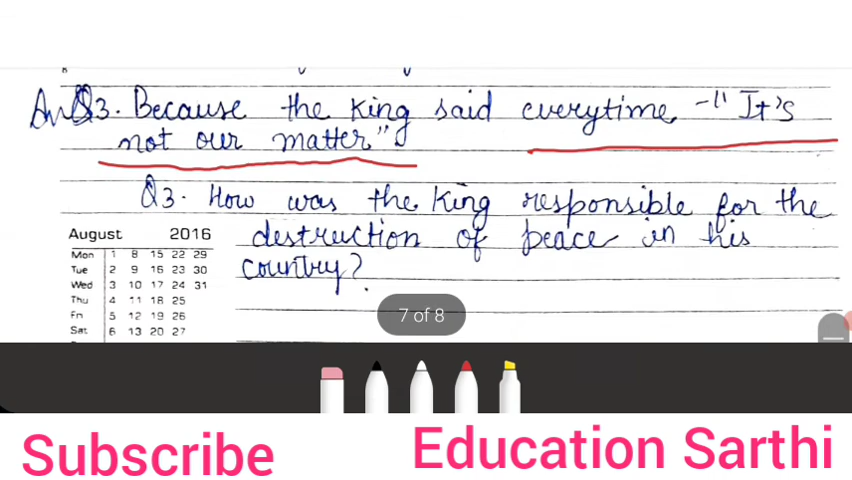 Ans 3. Because the King said everytime - "It's
not our matter"
Q3. How was the King responsible for the
destruction of peace in his
country?
August 2016
Mon 1 8 15 22 29
Tue 2 9 16 23 30
Wed 3 10 17 24 31
Thu 4 11 18 25
Fri 5 12 19 26
Sat 6 13 20 27
7 of 8
Subscribe
Education Sarthi